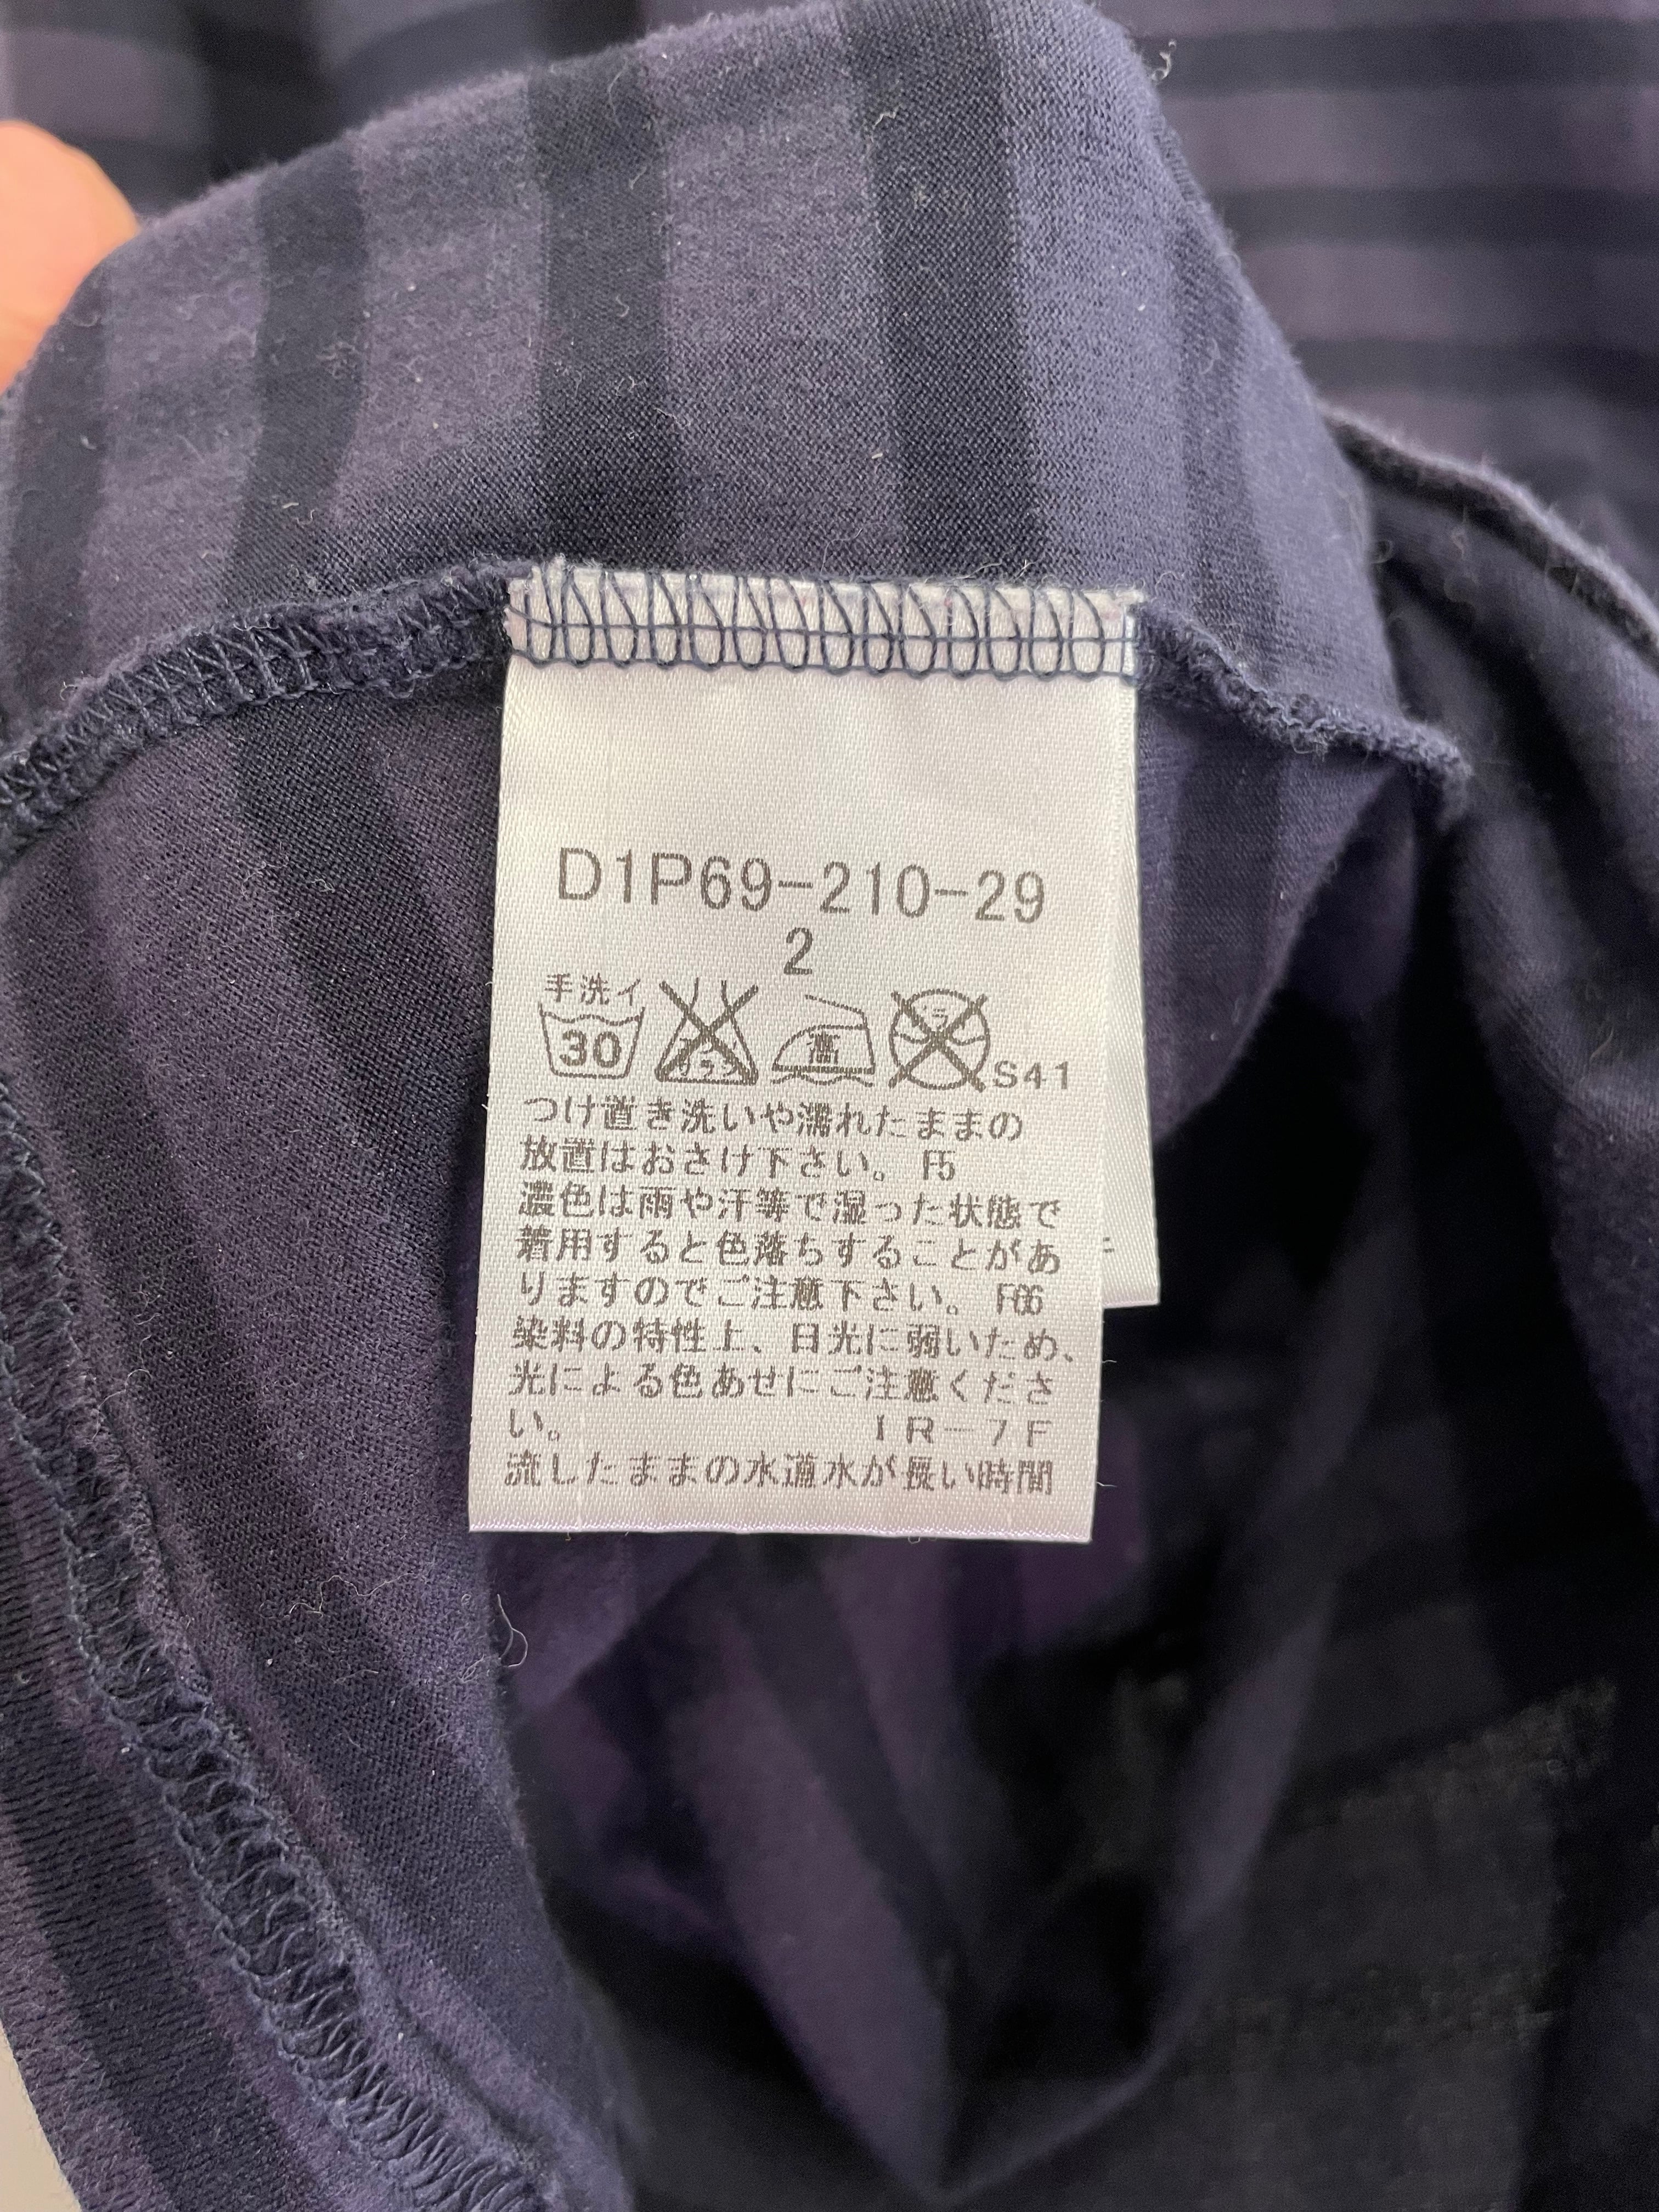 D1P69-210-29
2
手洗イ
30 高 S41
つけ置き洗いや濡れたままの
放置はおさけ下さい。 F5
濃色は雨や汗等で湿った状態で
着用すると色落ちすることがあ
りますのでご注意下さい。 F66
染料の特性上、日光に弱いため、
光による色あせにご注意くださ
い。 IR-7F
流したままの水道水が長い時間